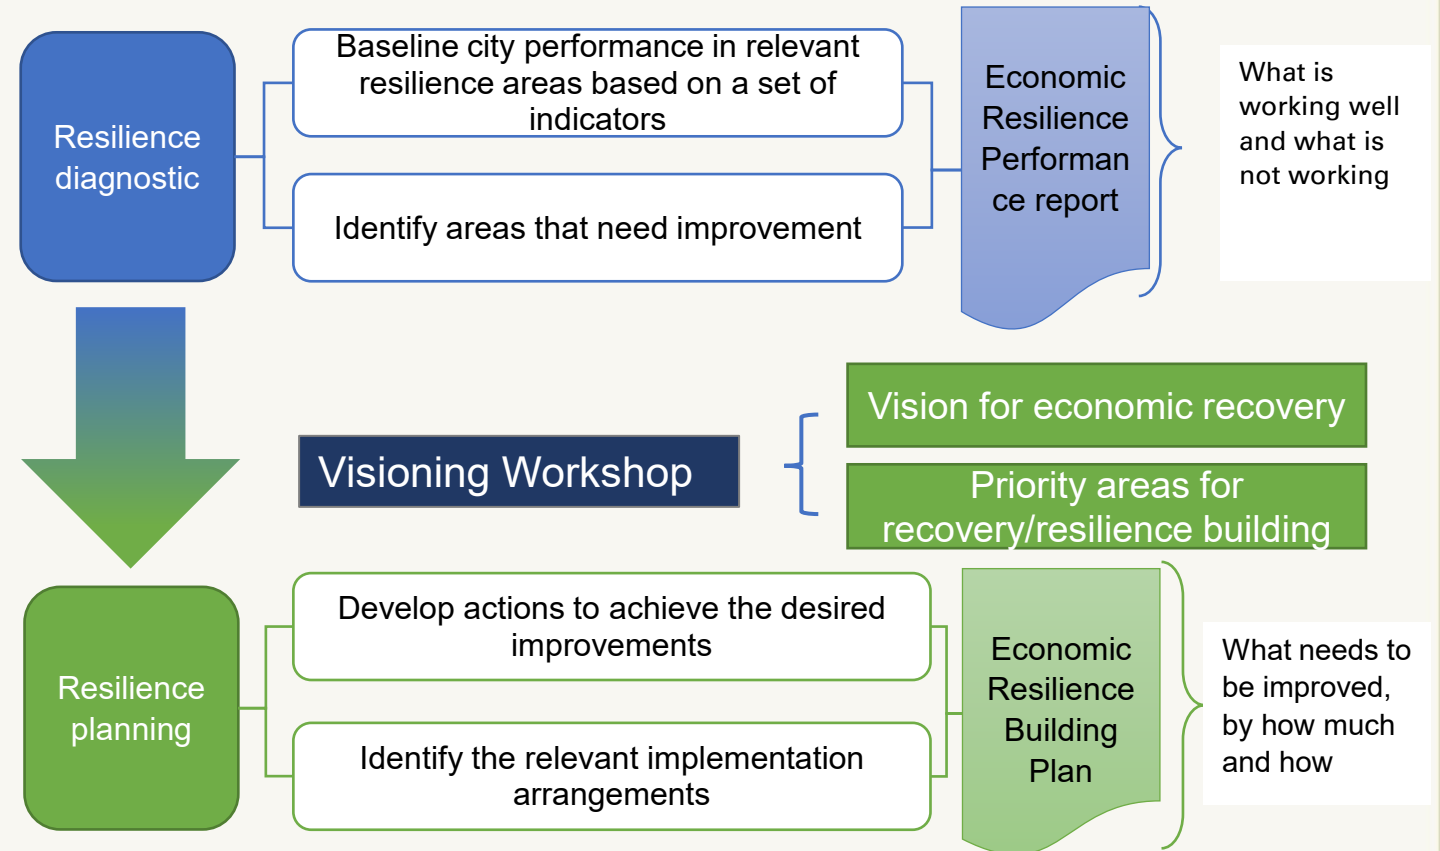 Resilience
diagnostic
Baseline city performance in relevant
resilience areas based on a set of
indicators
Identify areas that need improvement
Economic
Resilience
Performan
ce report
What is
working well
and what is
not working
Visioning Workshop
Vision for economic recovery
Priority areas for
recovery/resilience building
Resilience
planning
Develop actions to achieve the desired
improvements
Identify the relevant implementation
arrangements
Economic
Resilience
Building
Plan
What needs to
be improved,
by how much
and how